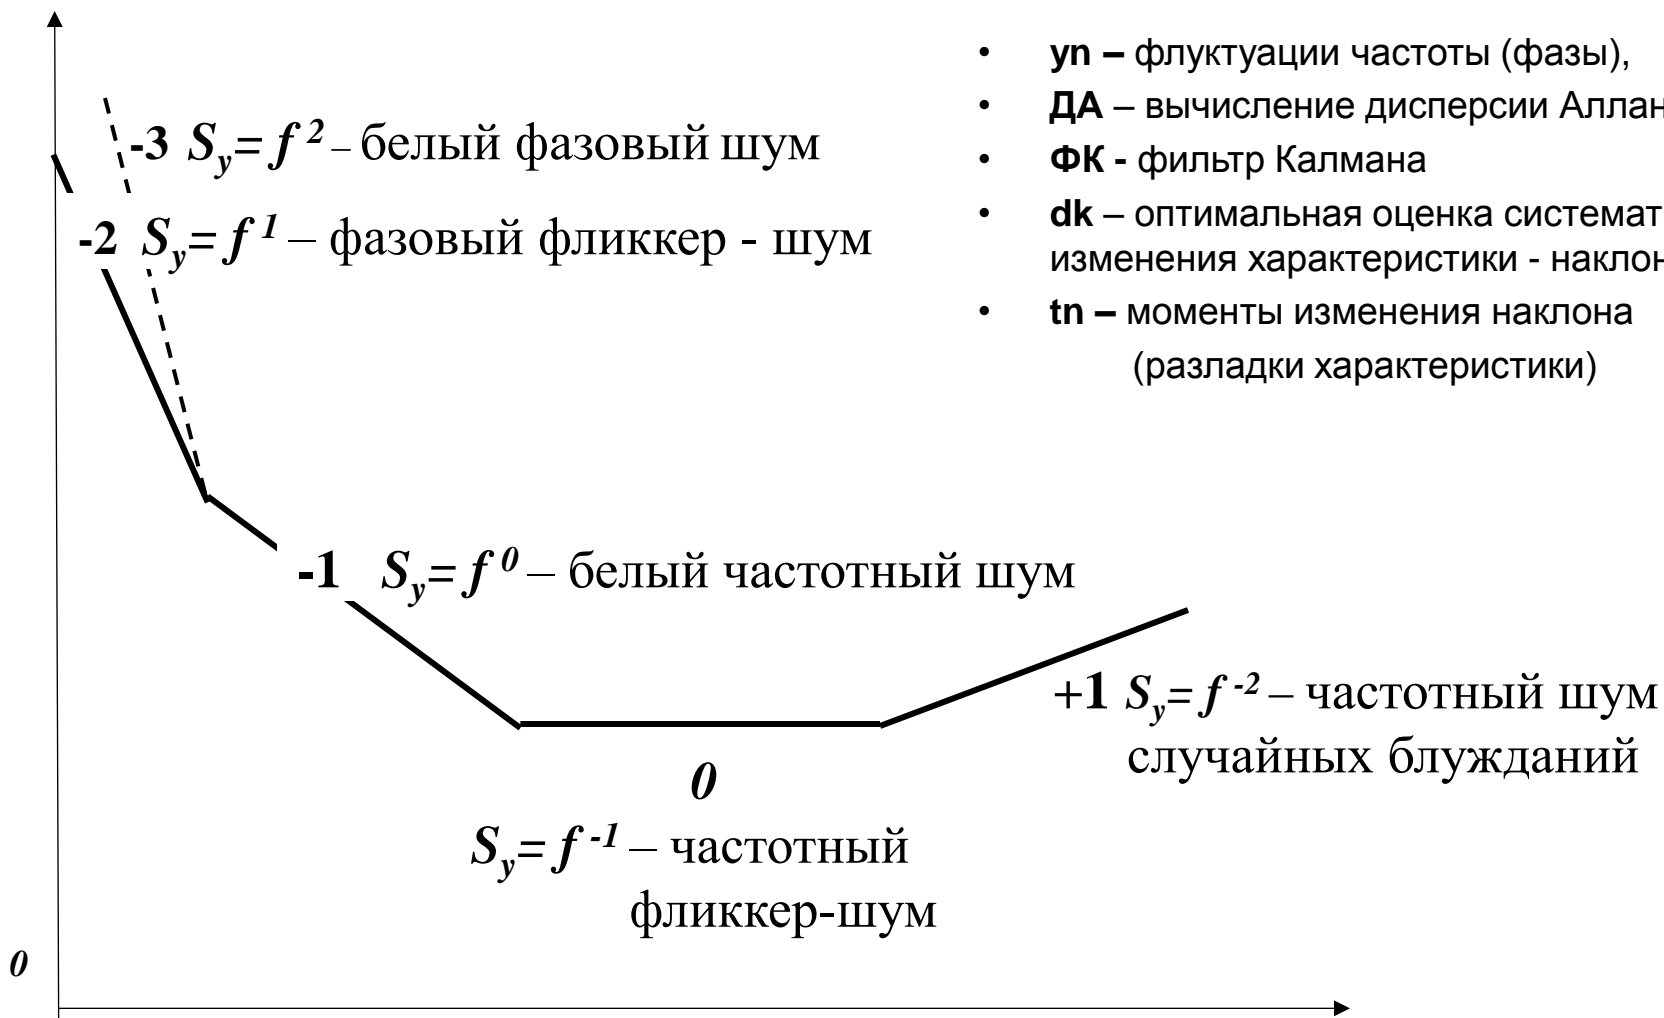 • yn – флуктуации частоты (фазы),
• ДА – вычисление дисперсии Аллан
• ФК - фильтр Калмана
• dk – оптимальная оценка системат
изменения характеристики - наклон
• tn – моменты изменения наклона
(разладки характеристики)
-3 Sy= f 2 – белый фазовый шум
-2 Sy= f 1 – фазовый фликкер - шум
-1 Sy= f 0 – белый частотный шум
+1 Sy= f -2 – частотный шум
случайных блужданий
0
Sy= f -1 – частотный
фликкер-шум
0